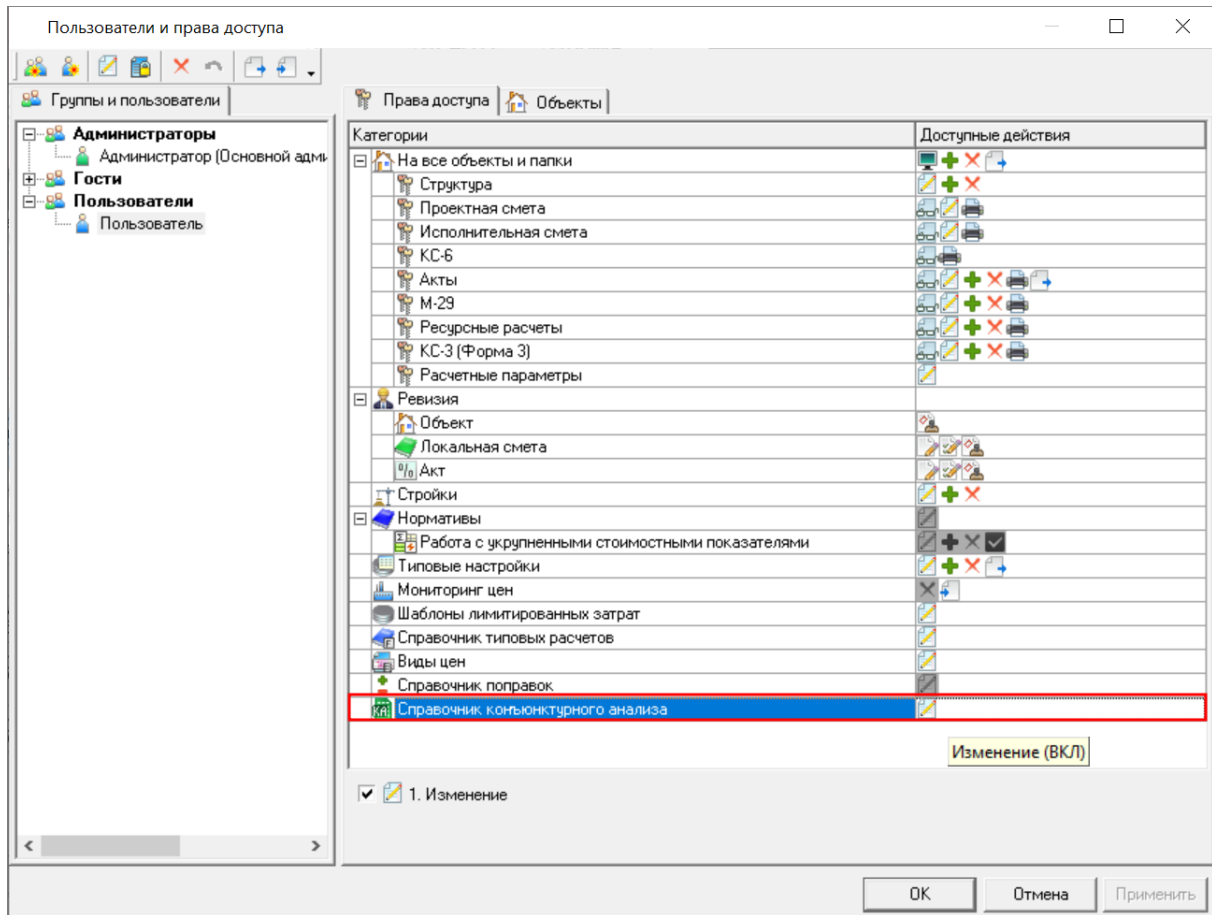 Пользователи и права доступа
Группы и пользователи
Права доступа
Объекты
Администраторы
Администратор (Основной адми
Гости
Пользователи
Пользователь
Категории
Доступные действия
На все объекты и папки
Структура
Проектная смета
Исполнительная смета
КС-6
Акты
М-29
Ресурсные расчеты
КС-3 (Форма 3)
Расчетные параметры
Ревизия
Объект
Локальная смета
Акт
Стройки
Нормативы
Работа с укрупненными стоимостными показателями
Типовые настройки
Мониторинг цен
Шаблоны лимитированных затрат
Справочник типовых расчетов
Виды цен
Справочник поправок
КА Справочник конъюнктурного анализа
Изменение (ВКЛ)
1. Изменение
ОК
Отмена
Применить